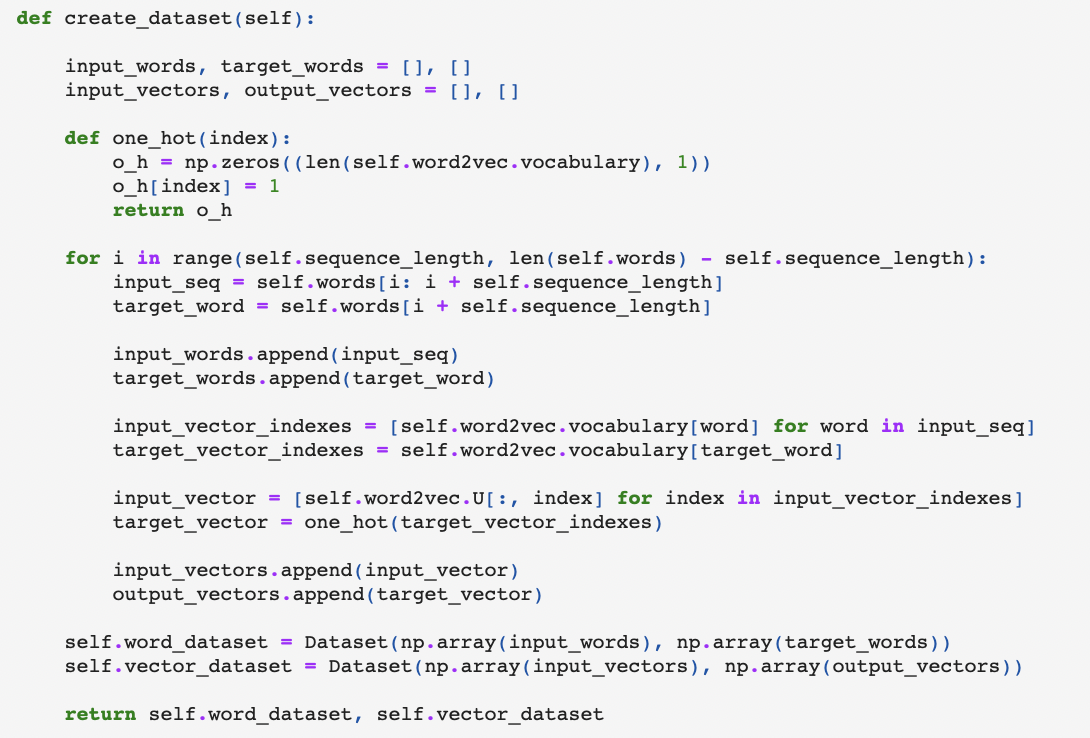 def create_dataset(self):
    input_words, target_words = [], []
    input_vectors, output_vectors = [], []
    def one_hot(index):
        o_h = np.zeros((len(self.word2vec.vocabulary), 1))
        o_h[index] = 1
        return o_h
    for i in range(self.sequence_length, len(self.words) - self.sequence_length):
        input_seq = self.words[i: i + self.sequence_length]
        target_word = self.words[i + self.sequence_length]
        input_words.append(input_seq)
        target_words.append(target_word)
        input_vector_indexes = [self.word2vec.vocabulary[word] for word in input_seq]
        target_vector_indexes = self.word2vec.vocabulary[target_word]
        input_vector = [self.word2vec.U[:, index] for index in input_vector_indexes]
        target_vector = one_hot(target_vector_indexes)
        input_vectors.append(input_vector)
        output_vectors.append(target_vector)
    self.word_dataset = Dataset(np.array(input_words), np.array(target_words))
    self.vector_dataset = Dataset(np.array(input_vectors), np.array(output_vectors))
    return self.word_dataset, self.vector_dataset